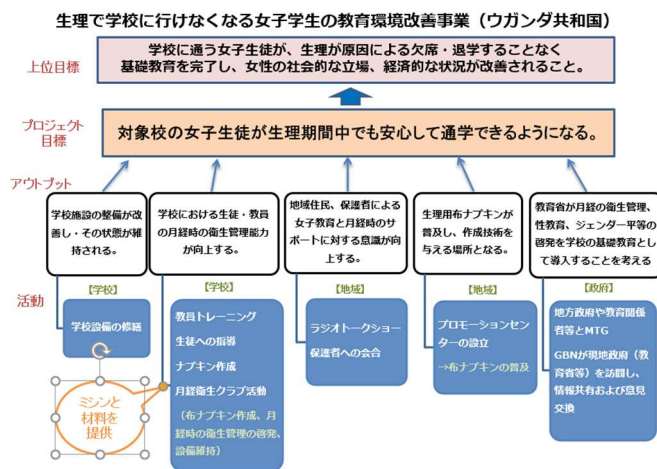 生理で学校に行けなくなる女子学生の教育環境改善事業（ウガンダ共和国）
上位目標
学校に通う女子生徒が、生理が原因による欠席・退学することなく
基礎教育を完了し、女性の社会的な立場、経済的な状況が改善されること。
プロジェクト
目標
対象校の女子生徒が生理期間中でも安心して通学できるようになる。
アウトプット
学校施設の整備が改
善し・その状態が維
持される。
学校における生徒・教員
の月経時の衛生管理能力
が向上する。
地域住民、保護者による
女子教育と月経時のサ
ポートに対する意識が向
上する。
生理用布ナプキンが
普及し、作成技術を
与える場所となる。
教育省が月経の衛生管理、
性教育、ジェンダー平等の
啓発を学校の基礎教育とし
て導入することを考える
活動
【学校】
学校設備の修繕
【学校】
教員トレーニング
生徒への指導
ナプキン作成
月経衛生クラブ活動
（布ナプキン作成、月
経時の衛生管理の啓発、
設備維持）
【地域】
ラジオトークショー
保護者への会合
【地域】
プロモーションセン
ターの設立
→布ナプキンの普及
【政府】
地方政府や教育関係
者等とMTG
GBNが現地政府（教
育省等）を訪問し、
情報共有および意見
交換
ミシンと
材料を
提供